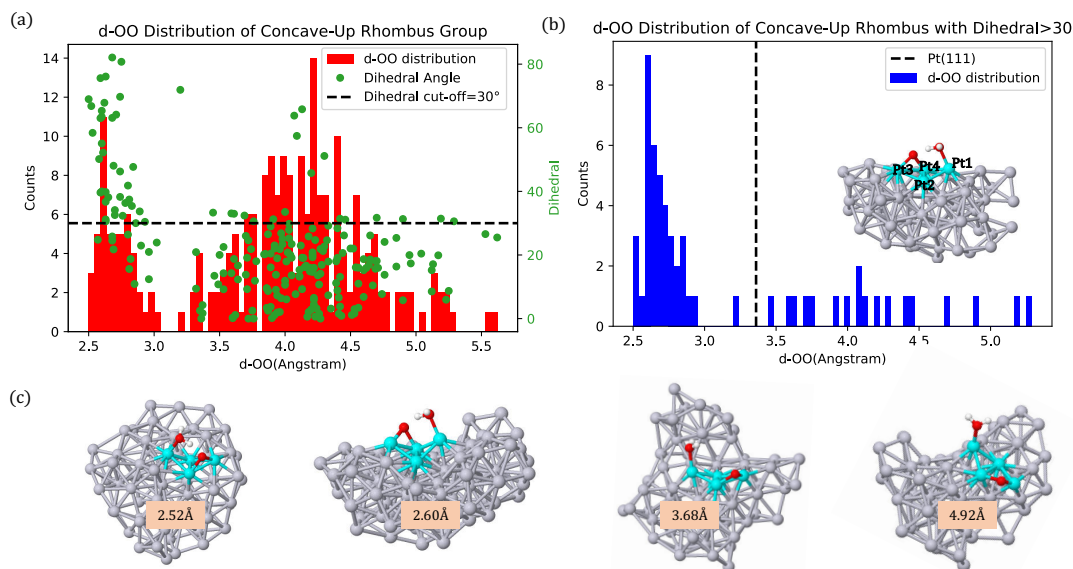 (a)
d-OO Distribution of Concave-Up Rhombus Group
d-OO distribution
Dihedral Angle
Dihedral cut-off=30°
Counts
14
12
10
8
6
4
2
0
80
60
40
20
0
Dihedral
2.5 3.0 3.5 4.0 4.5 5.0 5.5
d-OO(Angstram)
(b)
d-OO Distribution of Concave-Up Rhombus with Dihedral>30
Pt(111)
d-OO distribution
Counts
8
6
4
2
0
Pt3 Pt4 Pt1
Pt2
2.5 3.0 3.5 4.0 4.5 5.0
d-OO(Angstram)
(c)
2.52Å
2.60Å
3.68Å
4.92Å